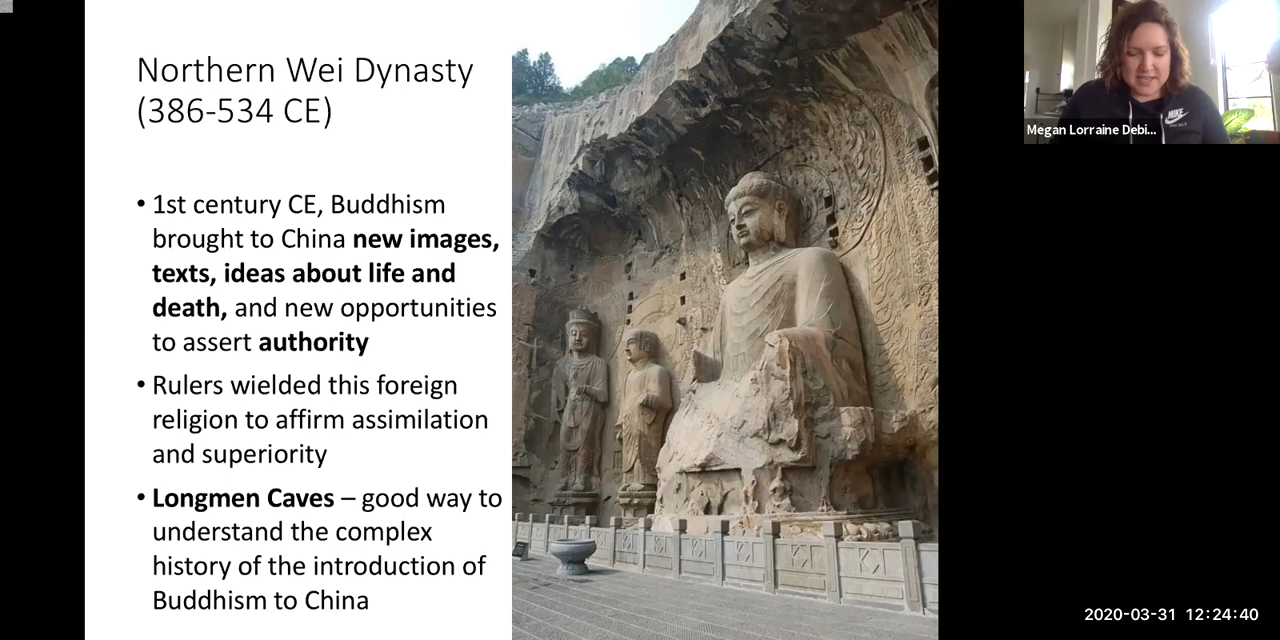 Northern Wei Dynasty
(386-534 CE)
• 1st century CE, Buddhism
brought to China new images,
texts, ideas about life and
death, and new opportunities
to assert authority
• Rulers wielded this foreign
religion to affirm assimilation
and superiority
• Longmen Caves – good way to
understand the complex
history of the introduction of
Buddhism to China
NIKE
Megan Lorraine Debi...
2020-03-31 12:24:40